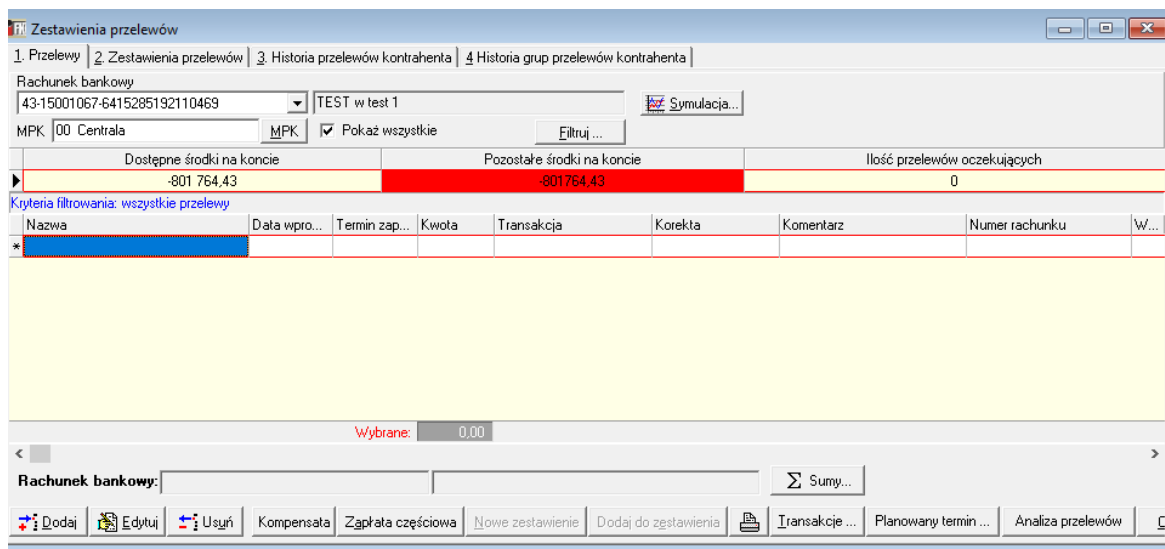 Zestawienia przelewów
1. Przelewy 2. Zestawienia przelewów 3. Historia przelewów kontrahenta 4 Historia grup przelewów kontrahenta
Rachunek bankowy
43-15001067-6415285192110469 TEST w test 1 Symulacja...
MPK 00 Centrala MPK Pokaż wszystkie Filtruj ...
Dostępne środki na koncie Pozostałe środki na koncie Ilość przelewów oczekujących
-801 764,43 -801764,43 0
Kryteria filtrowania: wszystkie przelewy
Nazwa Data wpro... Termin zap... Kwota Transakcja Korekta Komentarz Numer rachunku W...
Wybrane: 0,00
Rachunek bankowy: Σ Sumy...
Dodaj Edytuj Usuń Kompensata Zapłata częściowa Nowe zestawienie Dodaj do zestawienia Transakcje ... Planowany termin ... Analiza przelewów